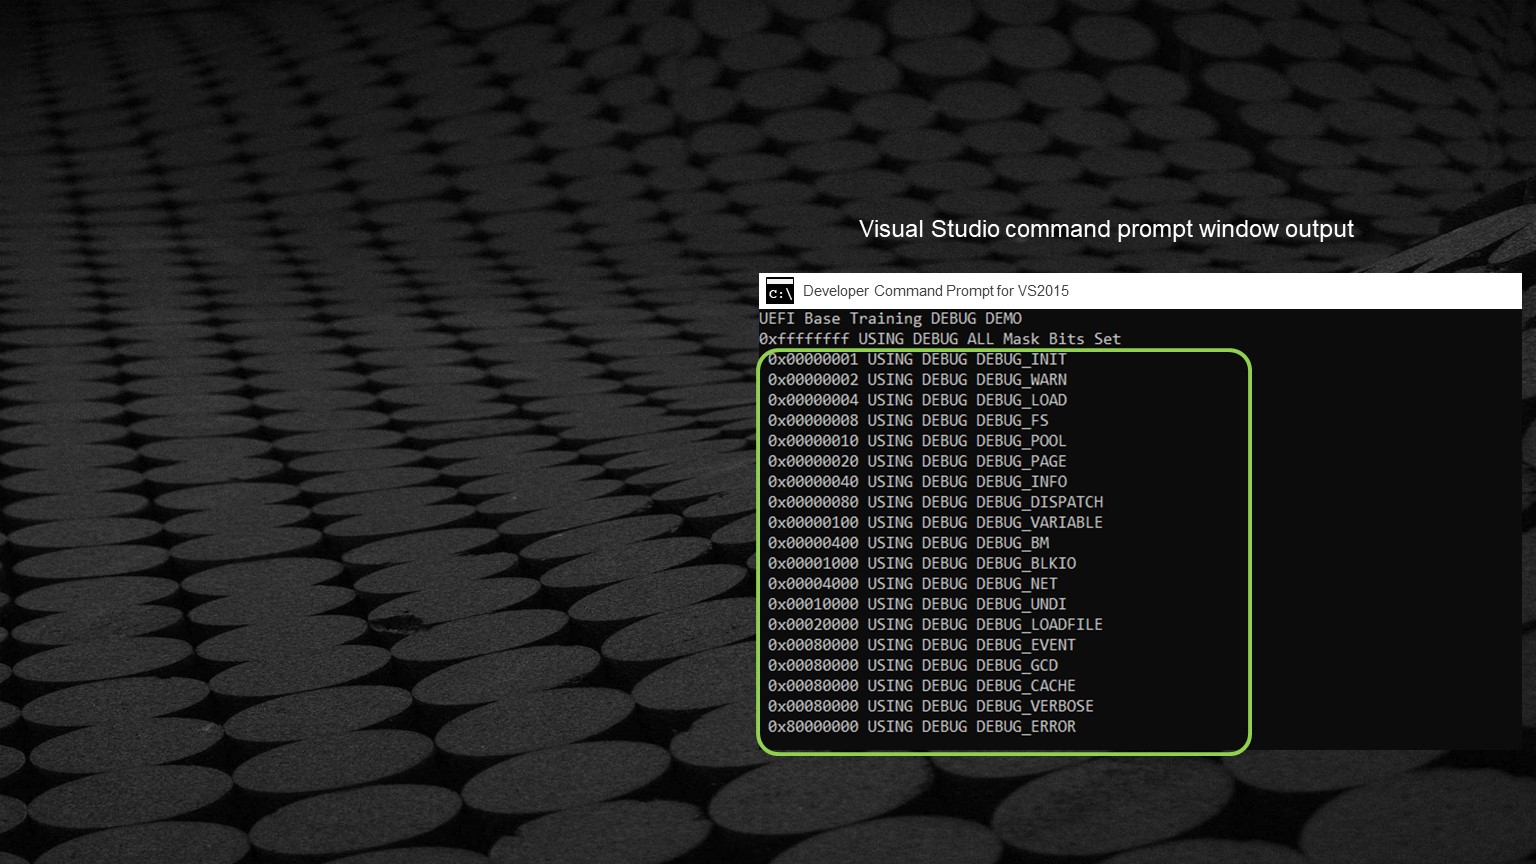 Visual Studio command prompt window output
C:\ Developer Command Prompt for VS2015
UEFI Base Training DEBUG DEMO
0xffffffff USING DEBUG ALL Mask Bits Set
0x00000001 USING DEBUG DEBUG_INIT
0x00000002 USING DEBUG DEBUG_WARN
0x00000004 USING DEBUG DEBUG_LOAD
0x00000008 USING DEBUG DEBUG_FS
0x00000010 USING DEBUG DEBUG_POOL
0x00000020 USING DEBUG DEBUG_PAGE
0x00000040 USING DEBUG DEBUG_INFO
0x00000080 USING DEBUG DEBUG_DISPATCH
0x00000100 USING DEBUG DEBUG_VARIABLE
0x00000400 USING DEBUG DEBUG_BM
0x00001000 USING DEBUG DEBUG_BLKIO
0x00004000 USING DEBUG DEBUG_NET
0x00010000 USING DEBUG DEBUG_UNDI
0x00020000 USING DEBUG DEBUG_LOADFILE
0x00080000 USING DEBUG DEBUG_EVENT
0x00080000 USING DEBUG DEBUG_GCD
0x00080000 USING DEBUG DEBUG_CACHE
0x00080000 USING DEBUG DEBUG_VERBOSE
0x80000000 USING DEBUG DEBUG_ERROR